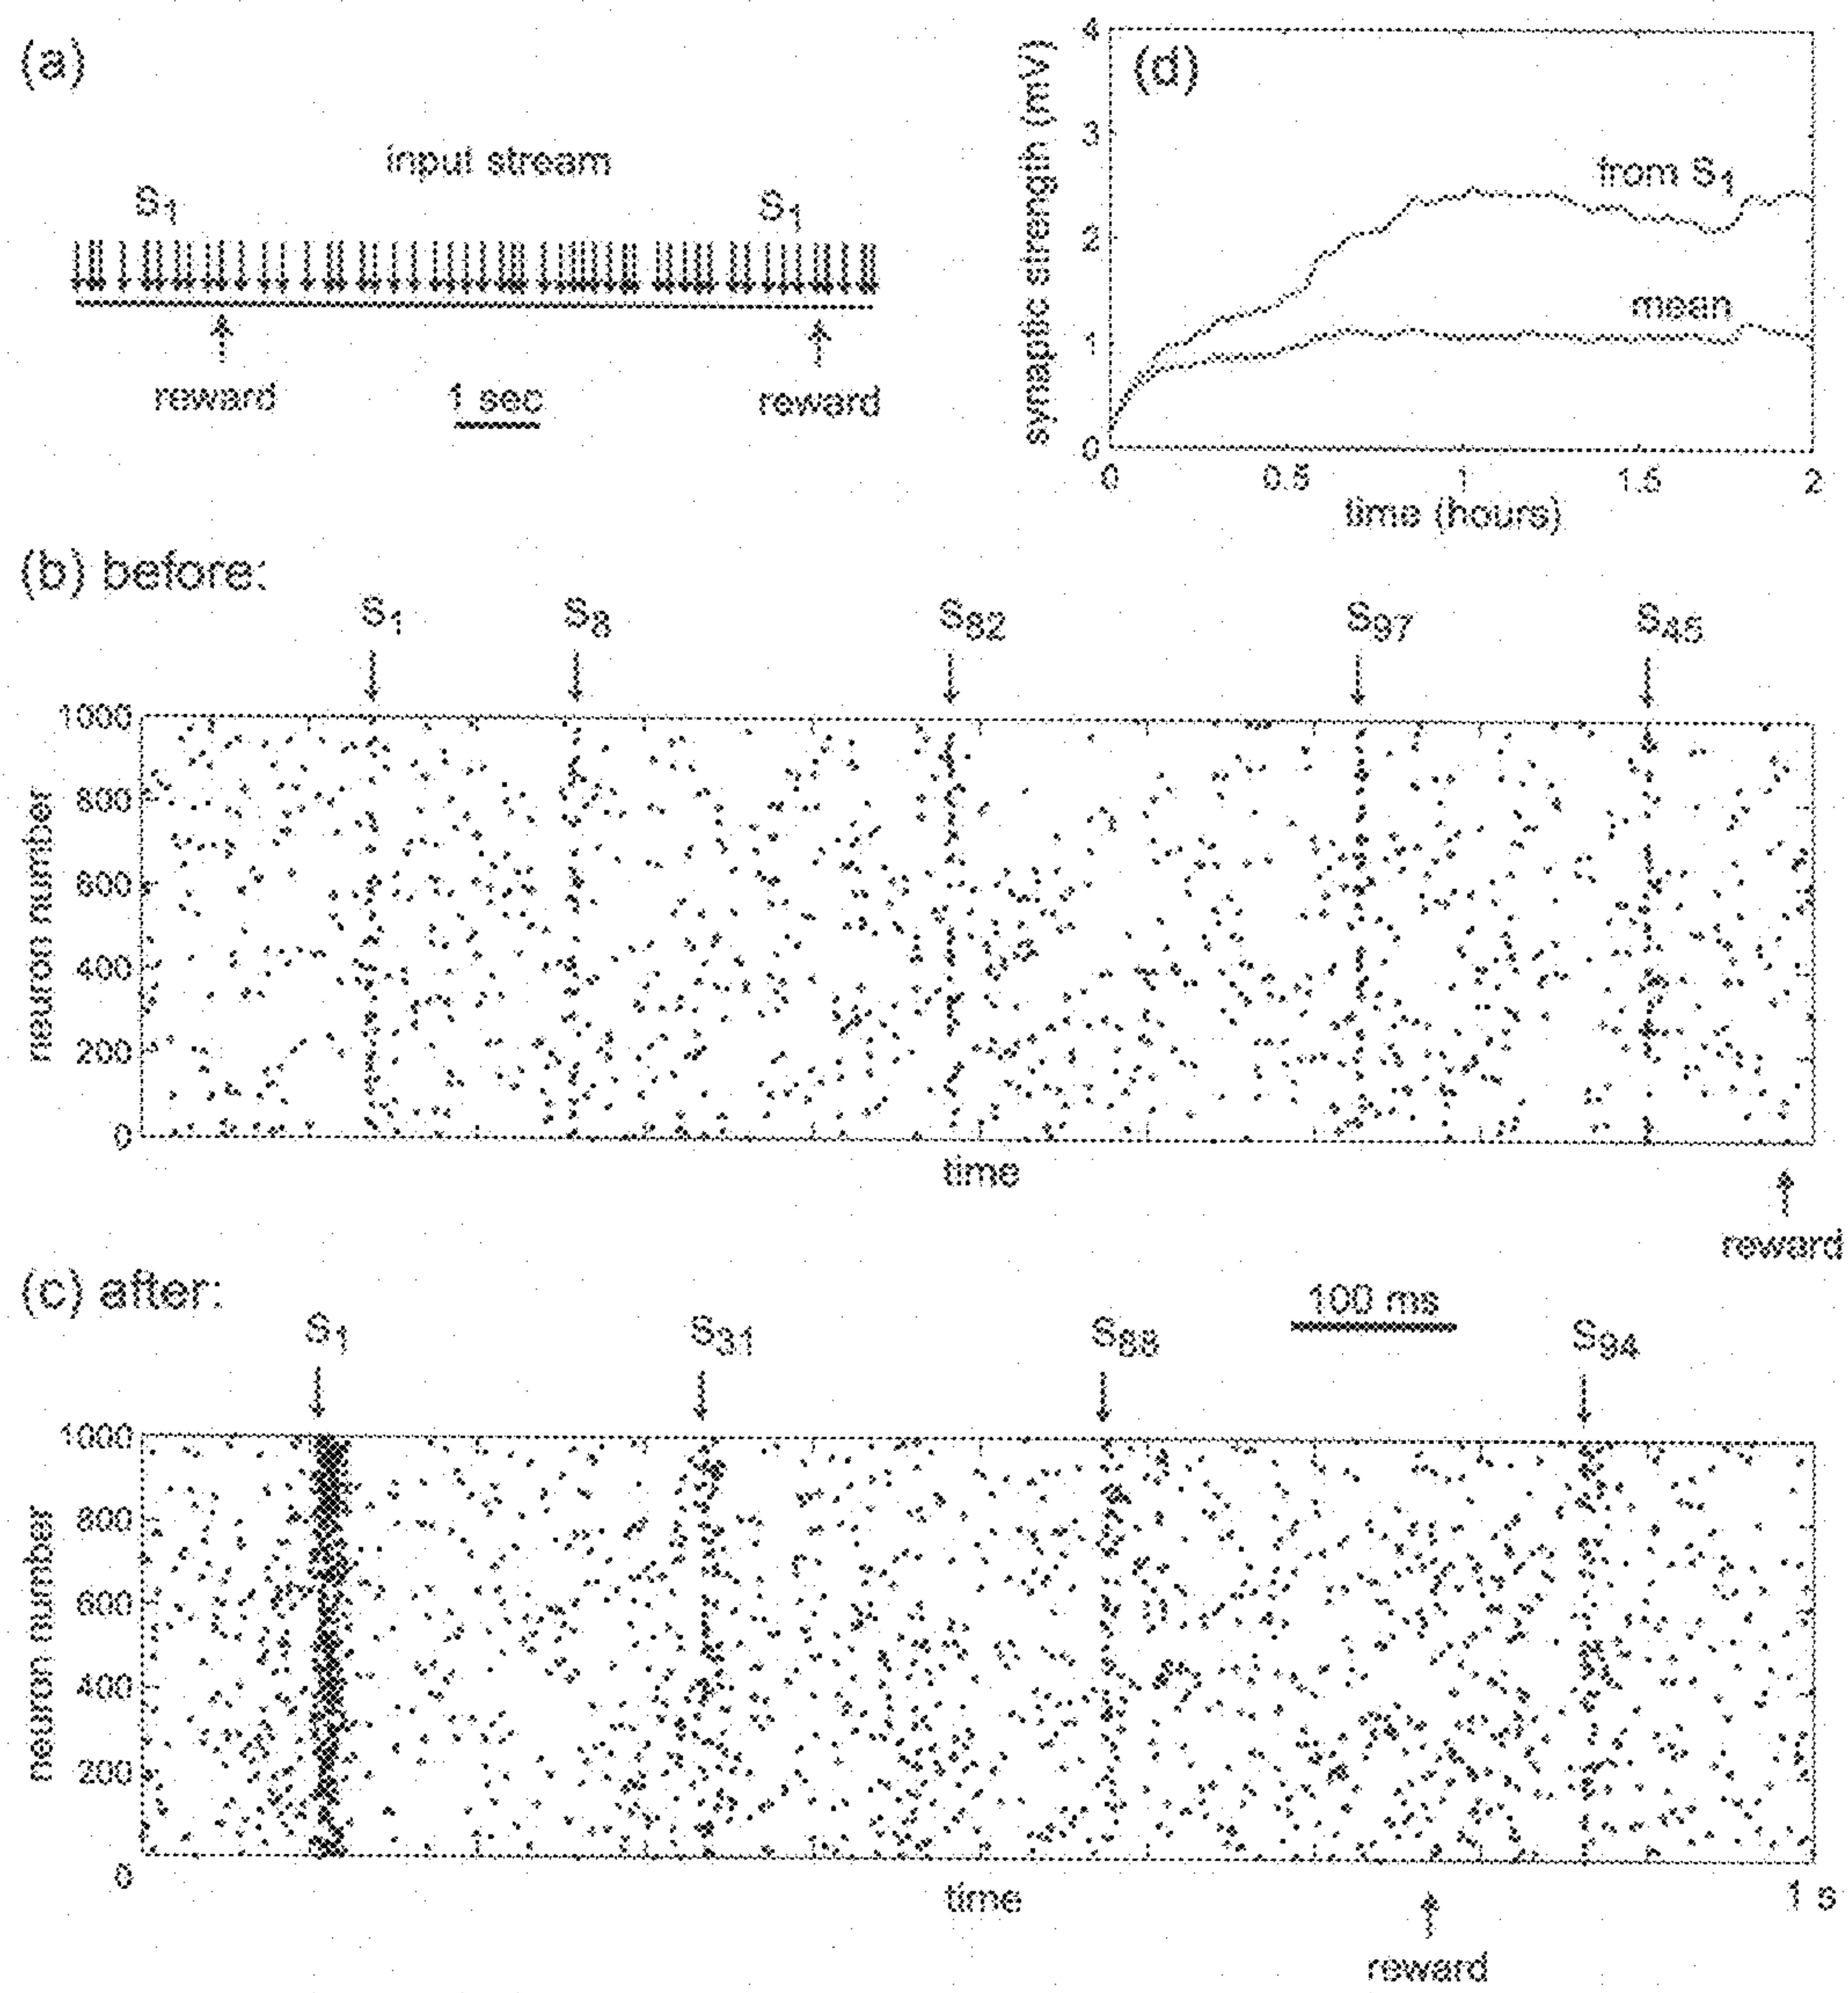 (a)
input stream
S1 S1
reward 1 sec reward
(d)
synaptic strength (mV)
4
3
2
1
0
from S1
mean
0 0.5 1 1.5 2
time (hours)
(b) before:
S1 S8 S82 S97 S45
neuron number
1000
800
600
400
200
0
time
reward
(c) after:
100 ms
S1 S31 S88 S94
neuron number
1000
800
600
400
200
0
time
1 s
reward